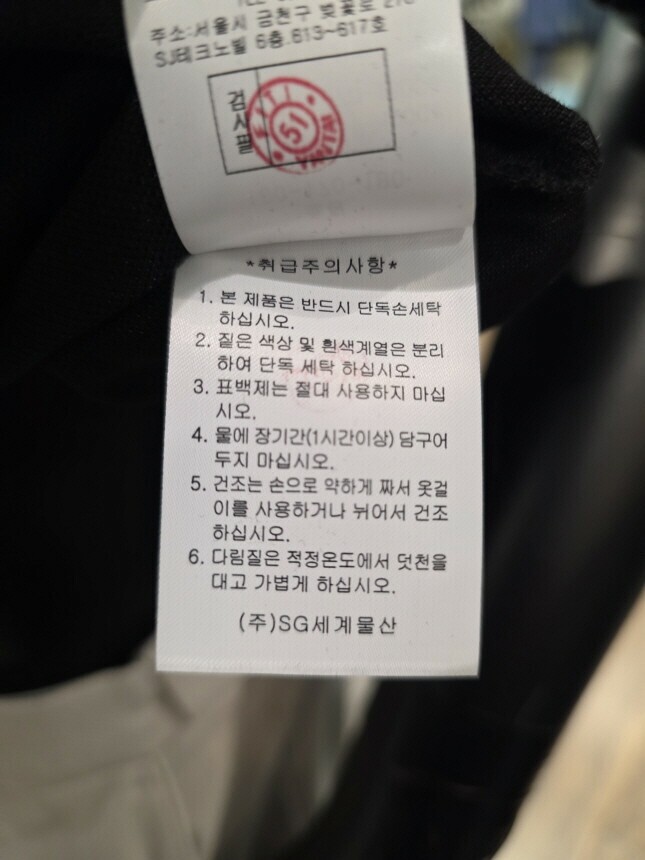 주소:서울시 금천구 벚꽃로
SJ테크노빌 6층.613~617호
검사필
FITI
51
*취급주의사항*
1. 본 제품은 반드시 단독손세탁
하십시오.
2. 짙은 색상 및 흰색계열은 분리
하여 단독 세탁 하십시오.
3. 표백제는 절대 사용하지 마십
시오.
4. 물에 장기간(1시간이상) 담구어
두지 마십시오.
5. 건조는 손으로 약하게 짜서 옷걸
이를 사용하거나 뉘어서 건조
하십시오.
6. 다림질은 적정온도에서 덧천을
대고 가볍게 하십시오.
(주)SG세계물산